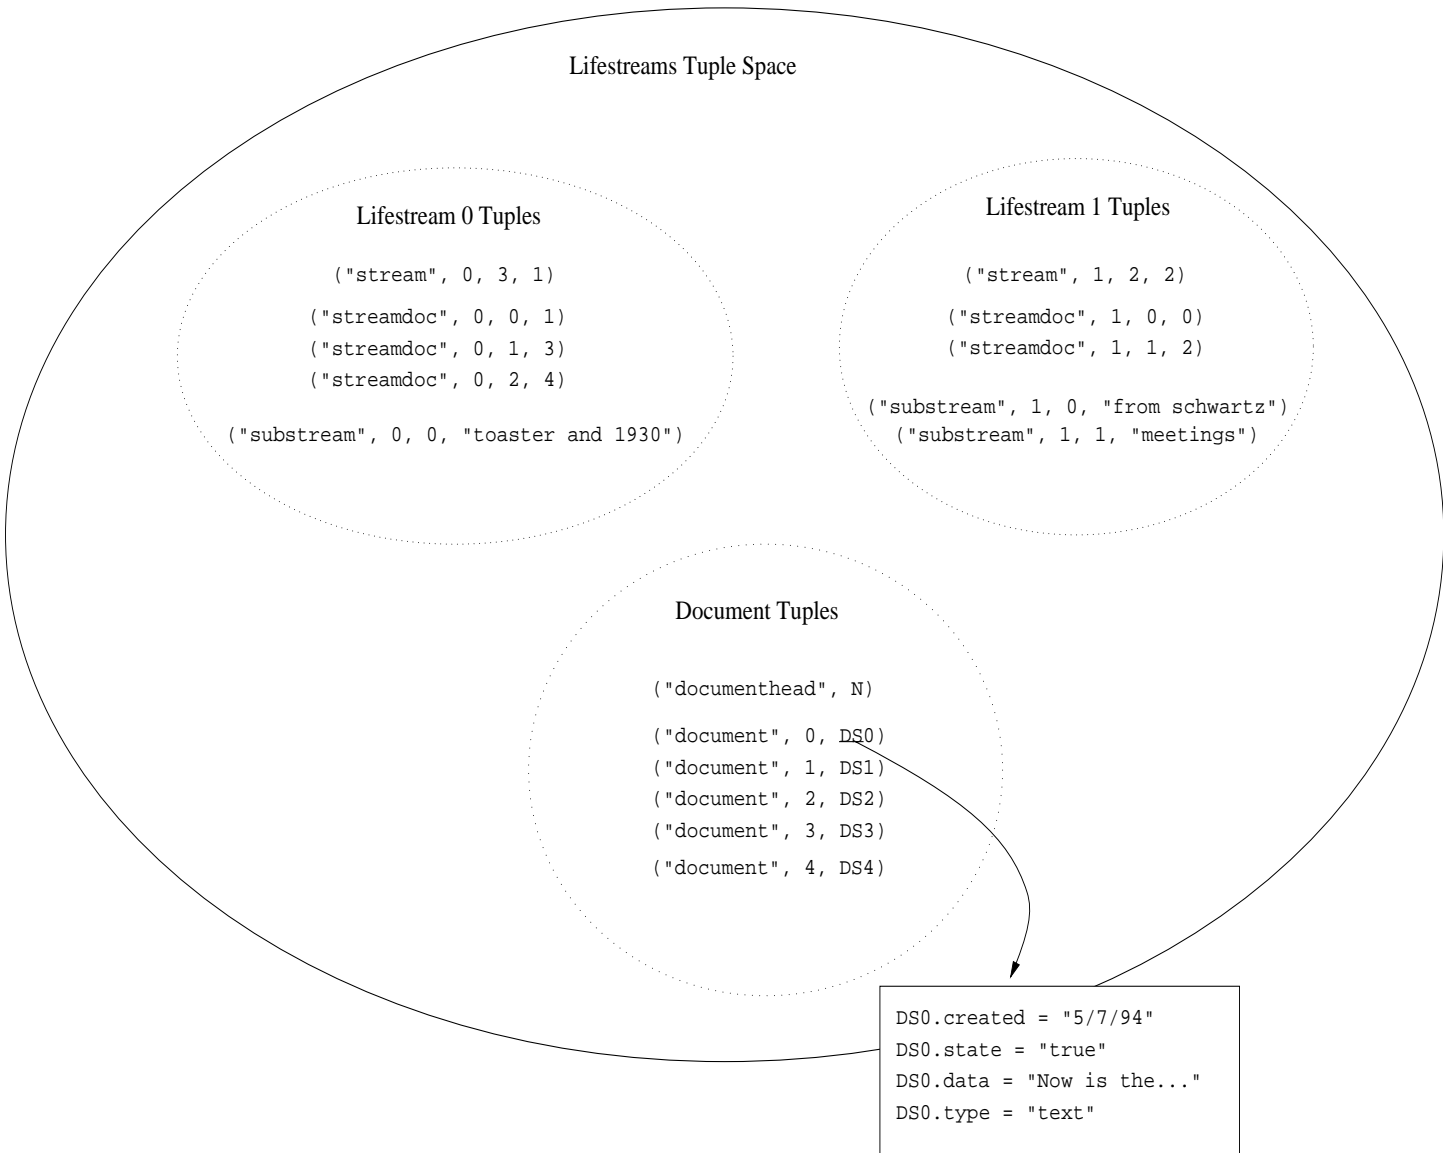 Lifestreams Tuple Space
Lifestream 0 Tuples
("stream", 0, 3, 1)
("streamdoc", 0, 0, 1)
("streamdoc", 0, 1, 3)
("streamdoc", 0, 2, 4)
("substream", 0, 0, "toaster and 1930")
Lifestream 1 Tuples
("stream", 1, 2, 2)
("streamdoc", 1, 0, 0)
("streamdoc", 1, 1, 2)
("substream", 1, 0, "from schwartz")
("substream", 1, 1, "meetings")
Document Tuples
("documenthead", N)
("document", 0, DS0)
("document", 1, DS1)
("document", 2, DS2)
("document", 3, DS3)
("document", 4, DS4)
DS0.created = "5/7/94"
DS0.state = "true"
DS0.data = "Now is the..."
DS0.type = "text"